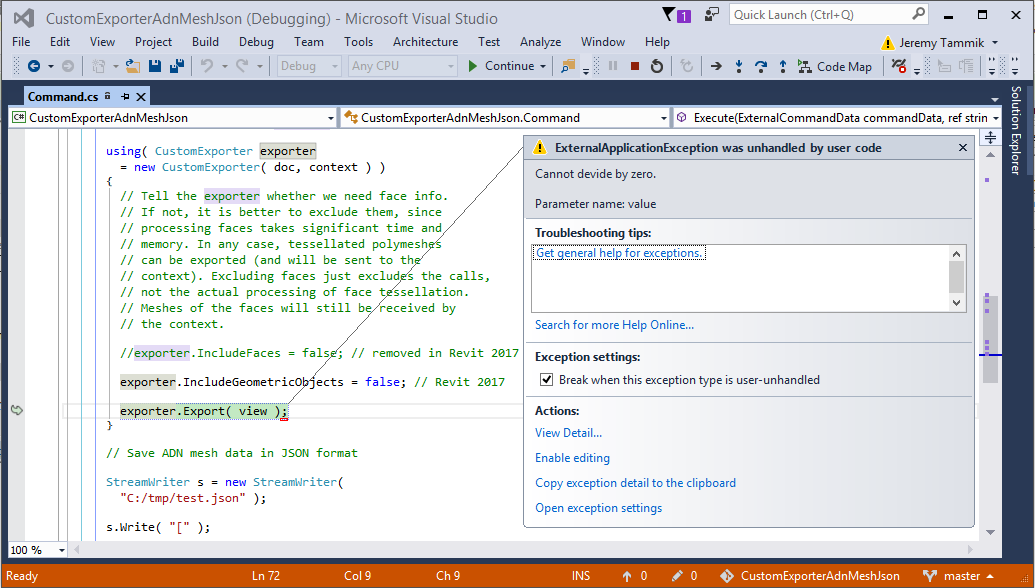 CustomExporterAdnMeshJson (Debugging) - Microsoft Visual Studio
1
Quick Launch (Ctrl+Q)
File Edit View Project Build Debug Team Tools Architecture Test Analyze Window Help
Jeremy Tammik
Debug Any CPU Continue Code Map
Command.cs
C# CustomExporterAdnMeshJson CustomExporterAdnMeshJson.Command Execute(ExternalCommandData commandData, ref strin
Solution Explorer
using( CustomExporter exporter
= new CustomExporter( doc, context ) )
{
// Tell the exporter whether we need face info.
// If not, it is better to exclude them, since
// processing faces takes significant time and
// memory. In any case, tessellated polymeshes
// can be exported (and will be sent to the
// context). Excluding faces just excludes the calls,
// not the actual processing of face tessellation.
// Meshes of the faces will still be received by
// the context.
//exporter.IncludeFaces = false; // removed in Revit 2017
exporter.IncludeGeometricObjects = false; // Revit 2017
exporter.Export( view );
}
// Save ADN mesh data in JSON format
StreamWriter s = new StreamWriter(
"C:/tmp/test.json" );
s.Write( "[" );
ExternalApplicationException was unhandled by user code
Cannot devide by zero.
Parameter name: value
Troubleshooting tips:
Get general help for exceptions.
Search for more Help Online...
Exception settings:
Break when this exception type is user-unhandled
Actions:
View Detail...
Enable editing
Copy exception detail to the clipboard
Open exception settings
100 %
Ready Ln 72 Col 9 Ch 9 INS 0 0 CustomExporterAdnMeshJson master